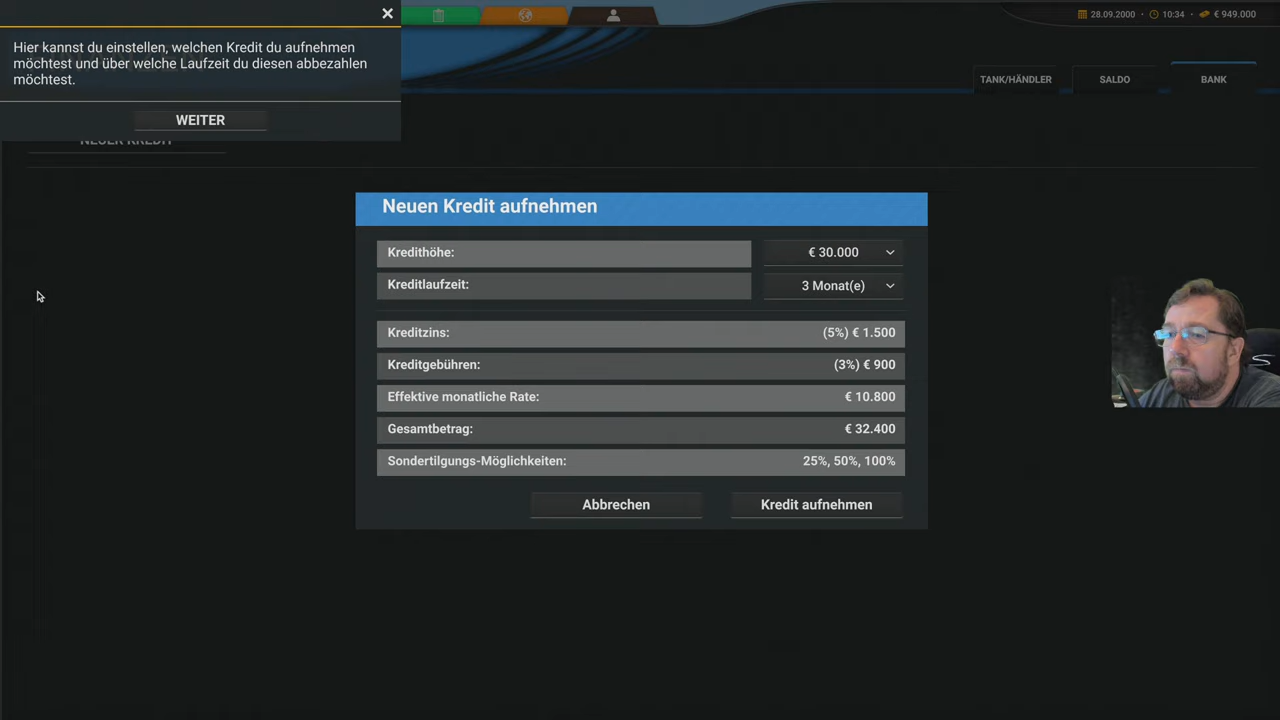 28.09.2000 · 10:34 · € 949.000
Hier kannst du einstellen, welchen Kredit du aufnehmen
möchtest und über welche Laufzeit du diesen abbezahlen
möchtest.
WEITER
TANK/HÄNDLER
SALDO
BANK
NEUER KREDIT
Neuen Kredit aufnehmen
Kredithöhe: € 30.000
Kreditlaufzeit: 3 Monat(e)
Kreditzins: (5%) € 1.500
Kreditgebühren: (3%) € 900
Effektive monatliche Rate: € 10.800
Gesamtbetrag: € 32.400
Sondertilgungs-Möglichkeiten: 25%, 50%, 100%
Abbrechen
Kredit aufnehmen